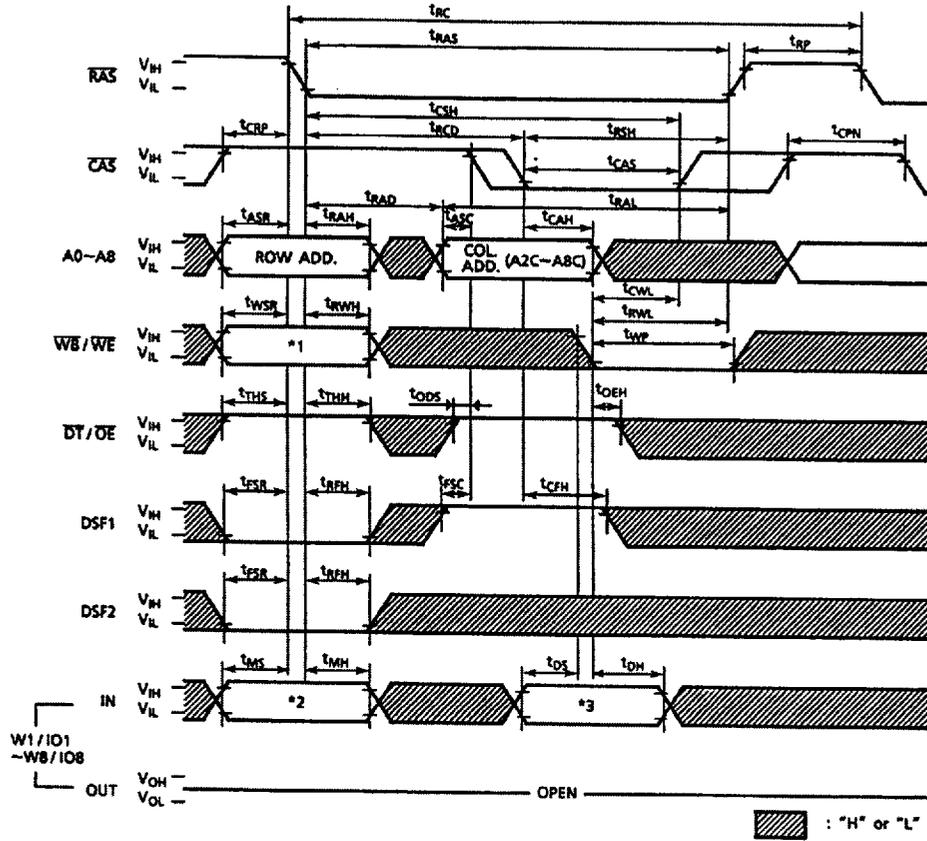 tRC
tRAS
tRP
RAS
VIH
VIL
tCSH
tCRP
tRCD
tRSH
tCPN
CAS
VIH
VIL
tCAS
tRAD
tRAL
tASR
tRAH
tASC
tCAH
A0~A8
VIH
VIL
ROW ADD.
COL. ADD. (A2C~A8C)
tCWL
tWSR
tRWH
tRWL
WB/WE
VIH
VIL
*1
tWP
tTHS
tTHH
tODS
tOEH
DT/OE
VIH
VIL
tFSR
tRFH
tFSC
tCFH
DSF1
VIH
VIL
tFSR
tRFH
DSF2
VIH
VIL
tMS
tMH
tDS
tDH
IN
VIH
VIL
*2
*3
W1/IO1
~W8/IO8
OUT
VOH
VOL
OPEN
: "H" or "L"